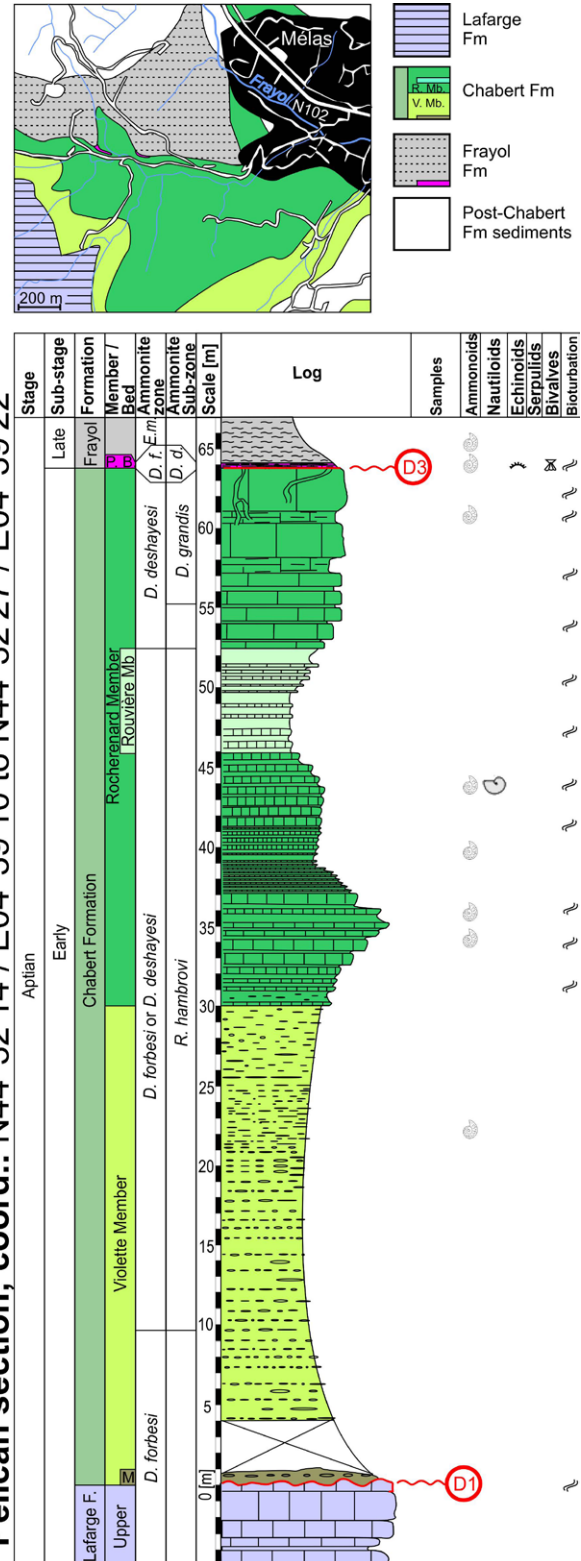 Mélas
Frayol
N102
200 m
Lafarge
Fm
R. Mb.
V. Mb.
Chabert Fm
Frayol
Fm
Post-Chabert
Fm sediments
Stage
Sub-stage
Formation
Member /
Bed
Ammonite
zone
Ammonite
Sub-zone
Scale [m]
Log
Samples
Ammonoids
Nautiloids
Echinoids
Serpulids
Bivalves
Bioturbation
Aptian
Late
Early
Frayol
Chabert Formation
Lafarge F.
P. B
Rocherenard Member
Rouvière Mb
Violette Member
M
Upper
E.m.
D. f.
D. deshayesi
D. forbesi or D. deshayesi
D. forbesi
D. d.
D. grandis
R. hambrovi
65
60
55
50
45
40
35
30
25
20
15
10
5
0 [m]
D3
D1